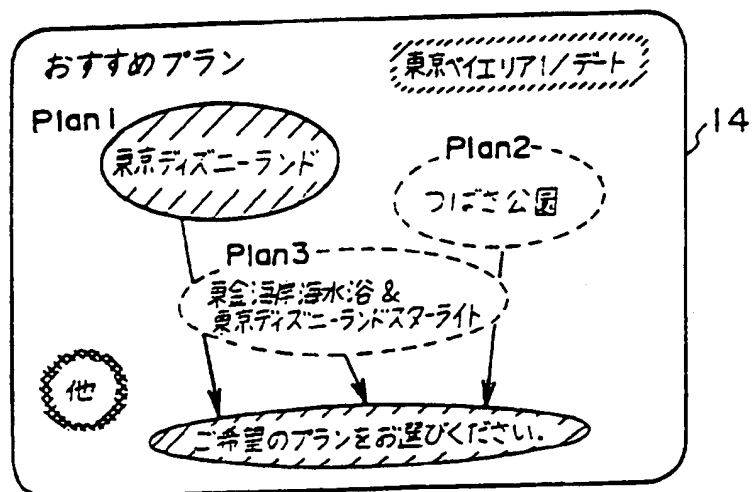 おすすめプラン
東京ベイエリア1/デート
Plan1
東京ディズニーランド
14
Plan2
つばさ公園
Plan3
東金海岸海水浴 &
東京ディズニーランドスターライト
他
ご希望のプランをお選びください.